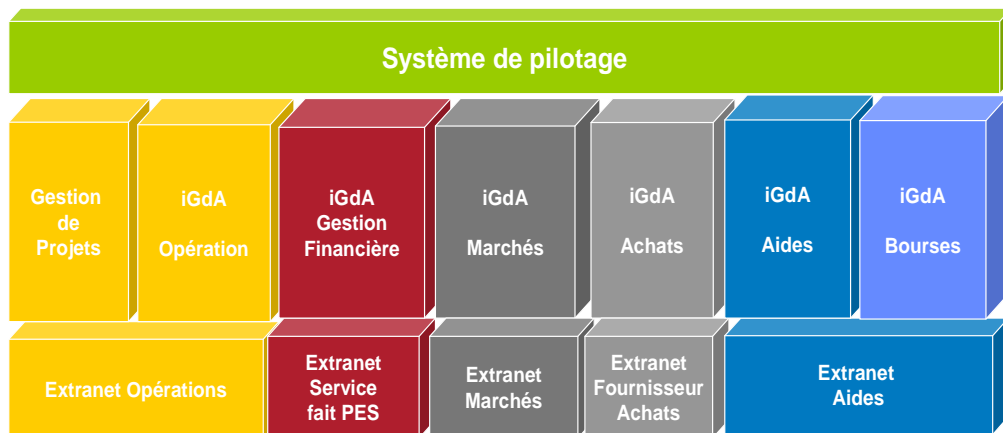 Système de pilotage
Gestion
de
Projets
iGdA
Opération
iGdA
Gestion
Financière
iGdA
Marchés
iGdA
Achats
iGdA
Aides
iGdA
Bourses
Extranet Opérations
Extranet
Service
fait PES
Extranet
Marchés
Extranet
Fournisseur
Achats
Extranet
Aides